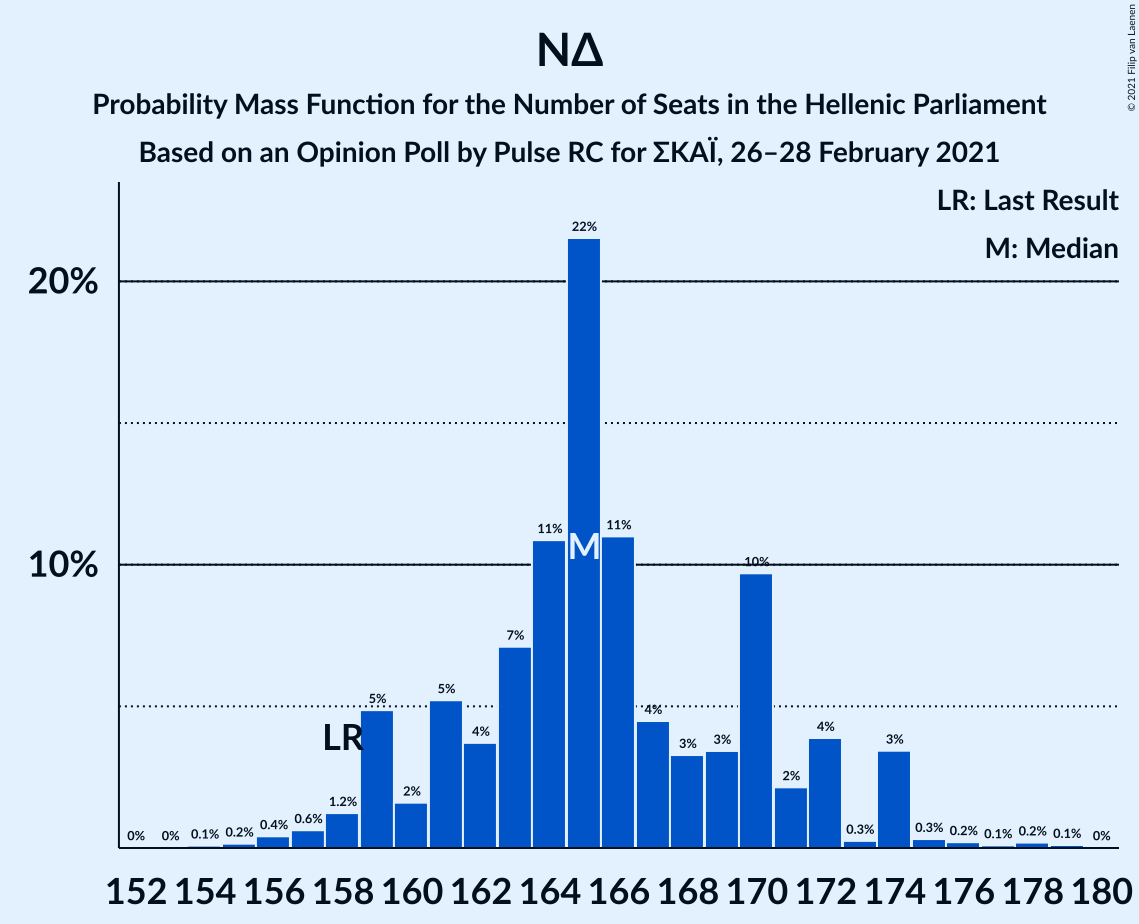 ΝΔ
Probability Mass Function for the Number of Seats in the Hellenic Parliament
Based on an Opinion Poll by Pulse RC for ΣΚΑΪ, 26–28 February 2021
© 2021 Filip van Laenen
LR: Last Result
M: Median
20%
10%
0% 0% 0.1% 0.2% 0.4% 0.6% 1.2% 5% 2% 5% 4% 7% 11% 22% 11% 4% 3% 3% 10% 2% 4% 0.3% 3% 0.3% 0.2% 0.1% 0.2% 0.1% 0%
LR
M
152 154 156 158 160 162 164 166 168 170 172 174 176 178 180